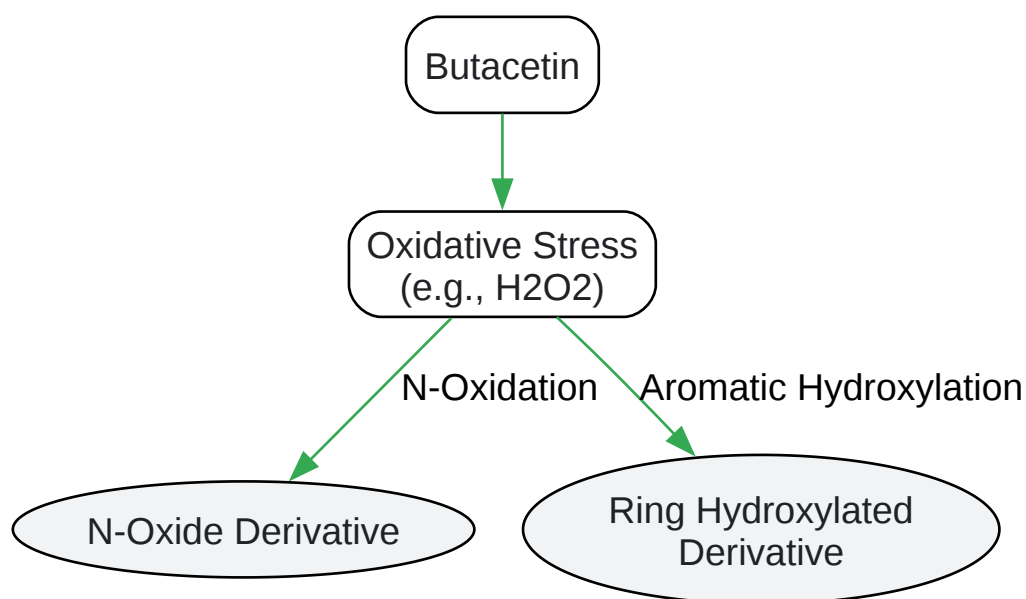 Butacetin
Oxidative Stress
(e.g., H2O2)
N-Oxidation
Aromatic Hydroxylation
N-Oxide Derivative
Ring Hydroxylated
Derivative